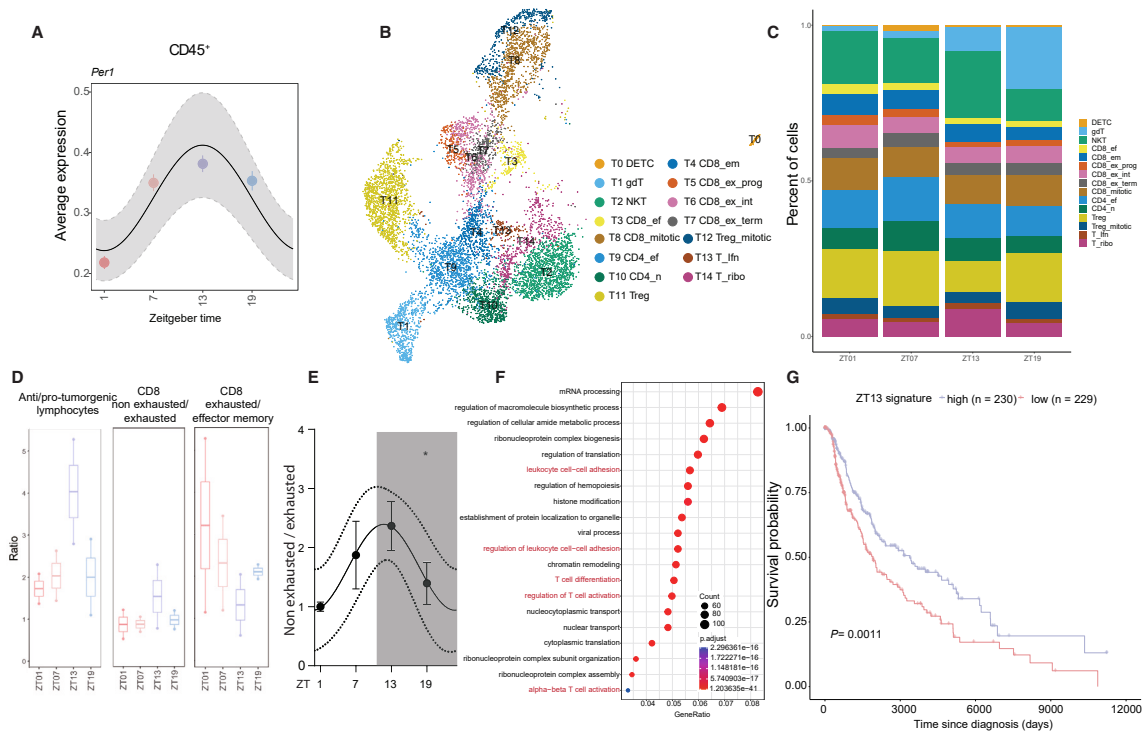 A
CD45+
Per1
Average expression
0.5
0.4
0.3
0.2
1
7
13
19
Zeitgeber time
B
T12
T8
T0
T5
T7
T6
T3
T11
T4
T13
T14
T9
T2
T10
T1
T0 DETC
T1 gdT
T2 NKT
T3 CD8_ef
T8 CD8_mitotic
T9 CD4_ef
T10 CD4_n
T11 Treg
T4 CD8_em
T5 CD8_ex_prog
T6 CD8_ex_int
T7 CD8_ex_term
T12 Treg_mitotic
T13 T_Ifn
T14 T_ribo
C
Percent of cells
1.0
0.5
0.0
ZT01
ZT07
ZT13
ZT19
DETC
gdT
NKT
CD8_ef
CD8_em
CD8_ex_prog
CD8_ex_int
CD8_ex_term
CD8_mitotic
CD4_ef
CD4_n
Treg
Treg_mitotic
T_Ifn
T_ribo
D
Anti/pro-tumorgenic
lymphocytes
CD8
non exhausted/
exhausted
CD8
exhausted/
effector memory
Ratio
5
4
3
2
1
0
ZT01
ZT07
ZT13
ZT19
ZT01
ZT07
ZT13
ZT19
ZT01
ZT07
ZT13
ZT19
E
Non exhausted / exhausted
4
3
2
1
0
*
ZT
1
7
13
19
F
mRNA processing
regulation of macromolecule biosynthetic process
regulation of cellular amide metabolic process
ribonucleoprotein complex biogenesis
regulation of translation
leukocyte cell-cell adhesion
regulation of hemopoiesis
histone modification
establishment of protein localization to organelle
viral process
regulation of leukocyte cell-cell adhesion
chromatin remodeling
T cell differentiation
regulation of T cell activation
nucleocytoplasmic transport
nuclear transport
cytoplasmic translation
ribonucleoprotein complex subunit organization
ribonucleoprotein complex assembly
alpha-beta T cell activation
Count
60
80
100
p.adjust
2.296361e-16
1.722271e-16
1.148181e-16
5.740903e-17
1.203635e-41
0.04
0.05
0.06
0.07
0.08
GeneRatio
G
ZT13 signature
high (n = 230)
low (n = 229)
Survival probability
1.00
0.75
0.50
0.25
0.00
P= 0.0011
0
3000
6000
9000
12000
Time since diagnosis (days)